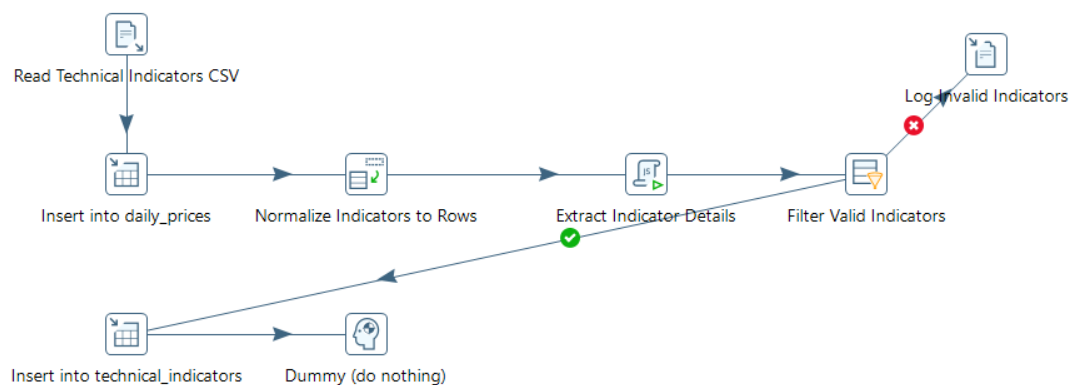 Read Technical Indicators CSV
Log Invalid Indicators
Insert into daily_prices
Normalize Indicators to Rows
JS
Extract Indicator Details
Filter Valid Indicators
Insert into technical_indicators
Dummy (do nothing)